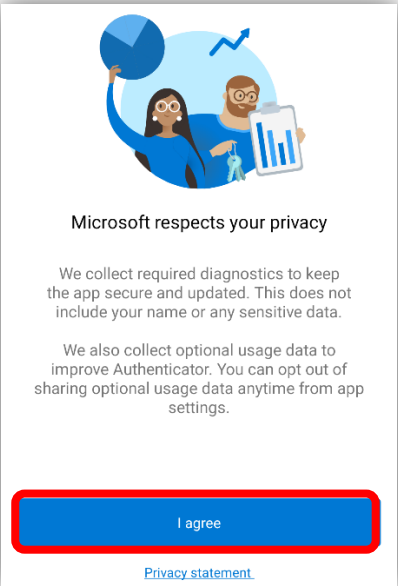 Microsoft respects your privacy
We collect required diagnostics to keep
the app secure and updated. This does not
include your name or any sensitive data.
We also collect optional usage data to
improve Authenticator. You can opt out of
sharing optional usage data anytime from app
settings.
I agree
Privacy statement